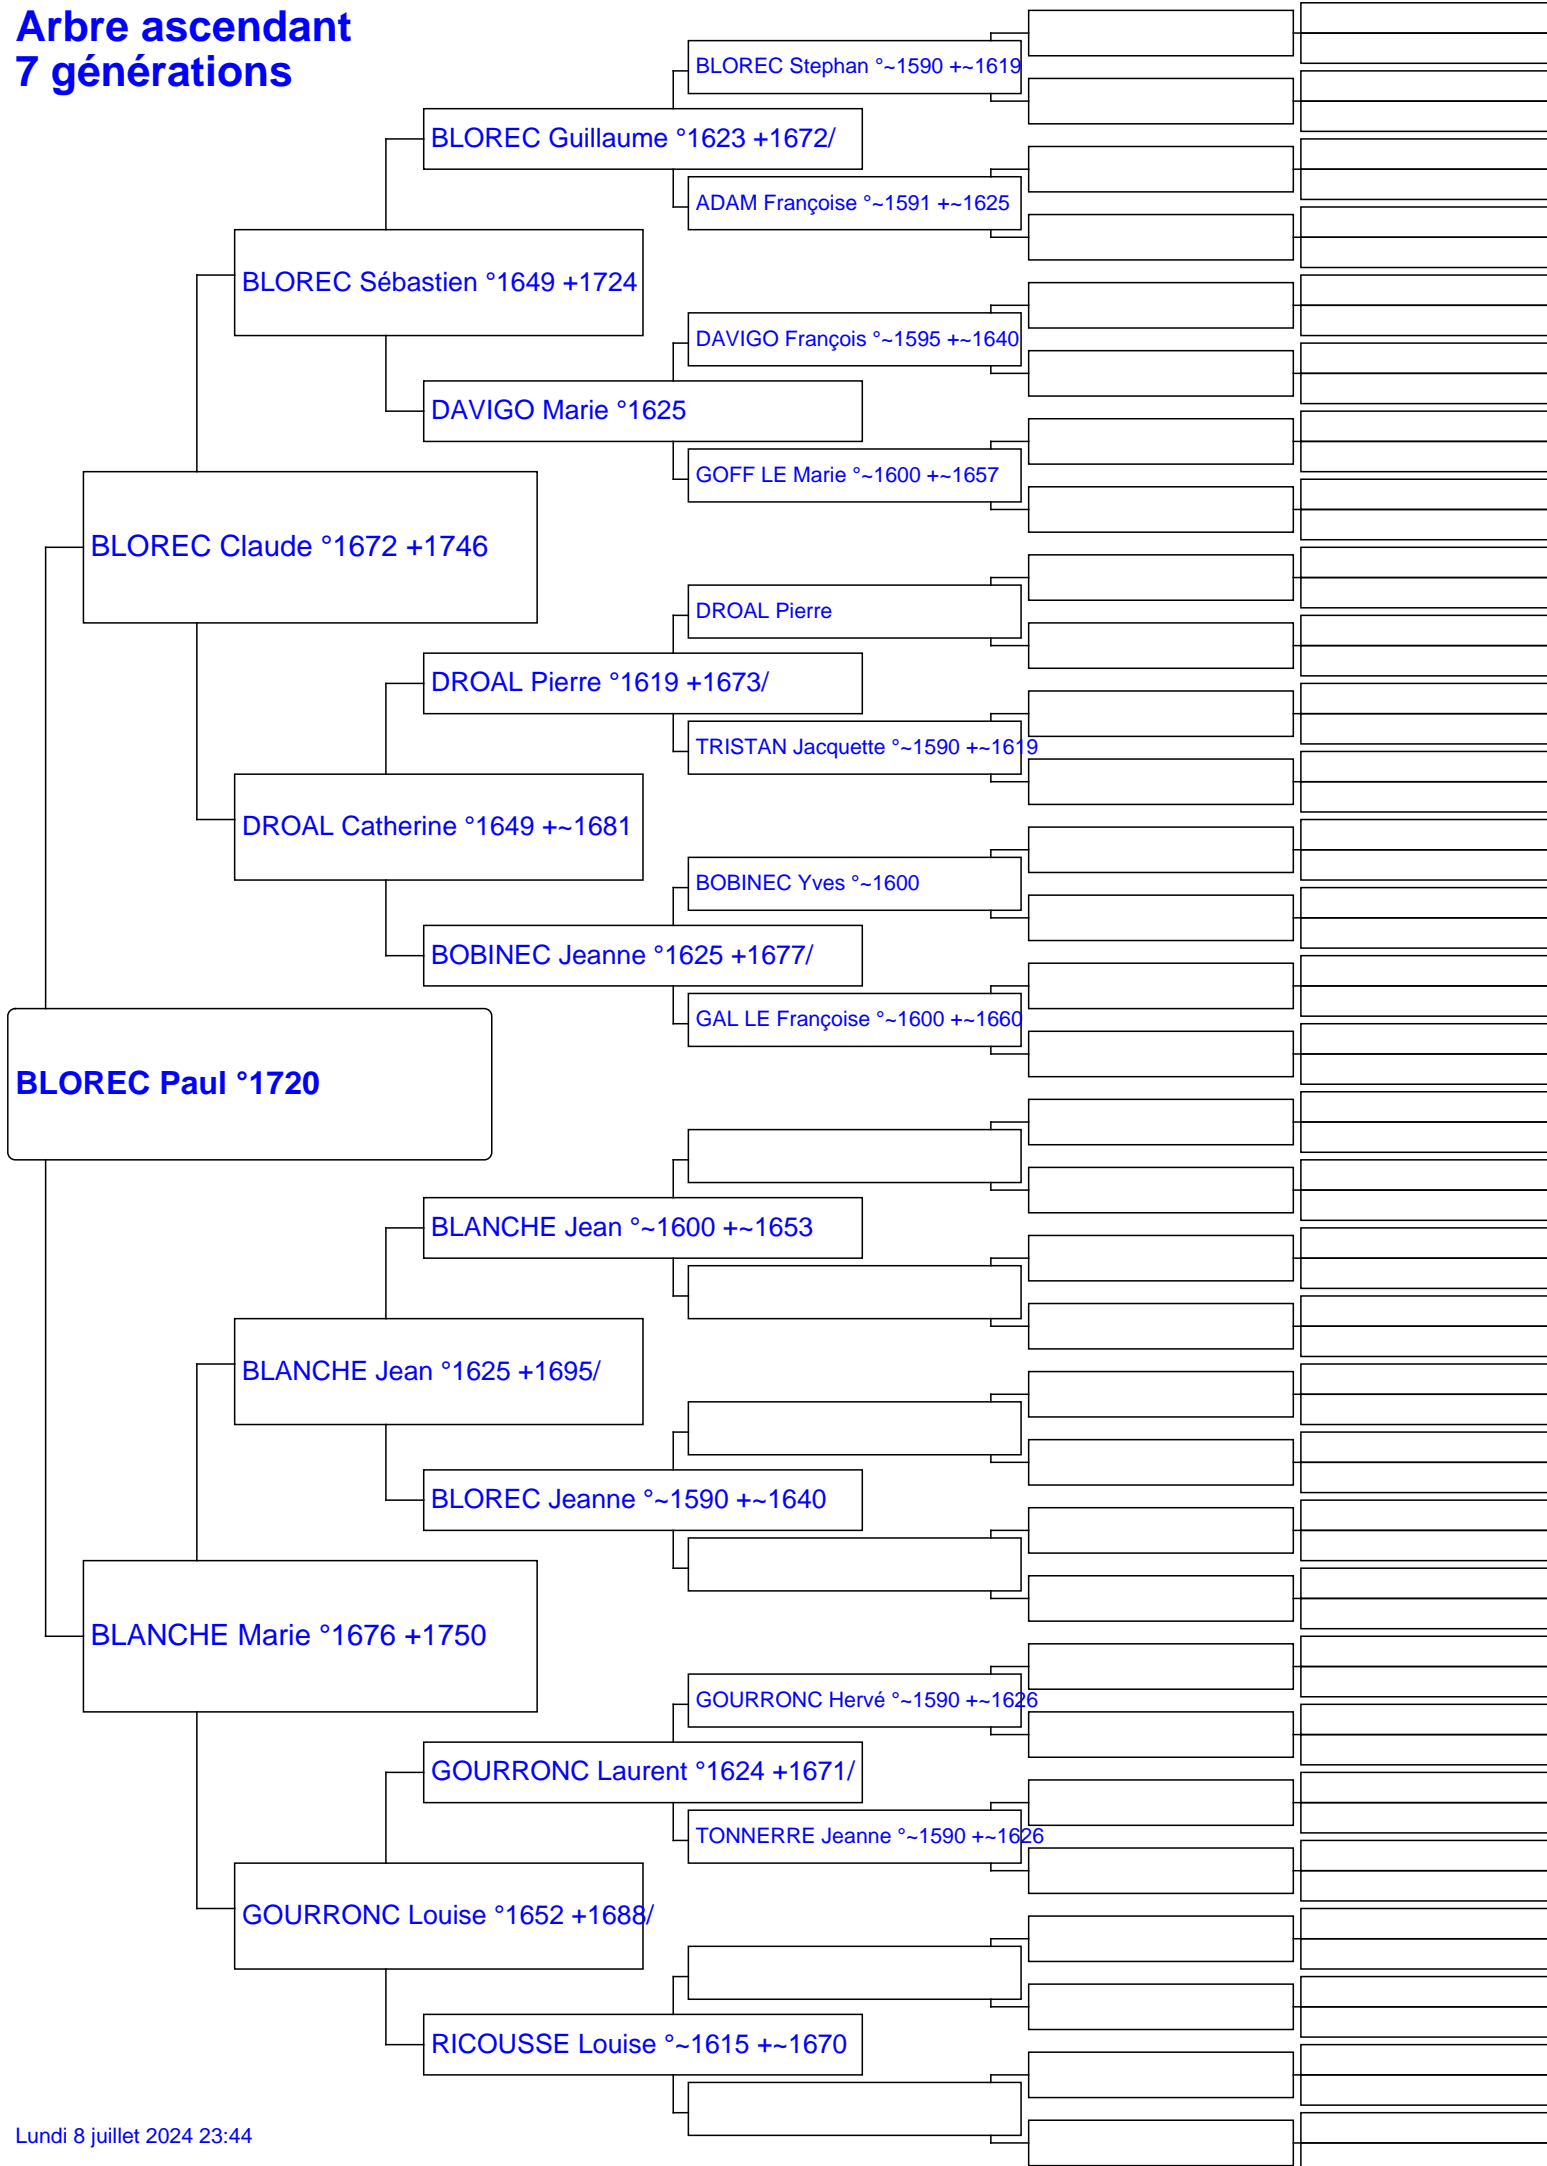 Arbre ascendant
7 générations
BLOREC Stephan °~1590 +~1619
BLOREC Guillaume °1623 +1672/
ADAM Françoise °~1591 +~1625
BLOREC Sébastien °1649 +1724
DAVIGO François °~1595 +~1640
DAVIGO Marie °1625
GOFF LE Marie °~1600 +~1657
BLOREC Claude °1672 +1746
DROAL Pierre
DROAL Pierre °1619 +1673/
TRISTAN Jacquette °~1590 +~1619
DROAL Catherine °1649 +~1681
BOBINEC Yves °~1600
BOBINEC Jeanne °1625 +1677/
GAL LE Françoise °~1600 +~1660
BLOREC Paul °1720
BLANCHE Jean °~1600 +~1653
BLANCHE Jean °1625 +1695/
BLOREC Jeanne °~1590 +~1640
BLANCHE Marie °1676 +1750
GOURRONC Hervé °~1590 +~1626
GOURRONC Laurent °1624 +1671/
TONNERRE Jeanne °~1590 +~1626
GOURRONC Louise °1652 +1688/
RICOUSSE Louise °~1615 +~1670
Lundi 8 juillet 2024 23:44